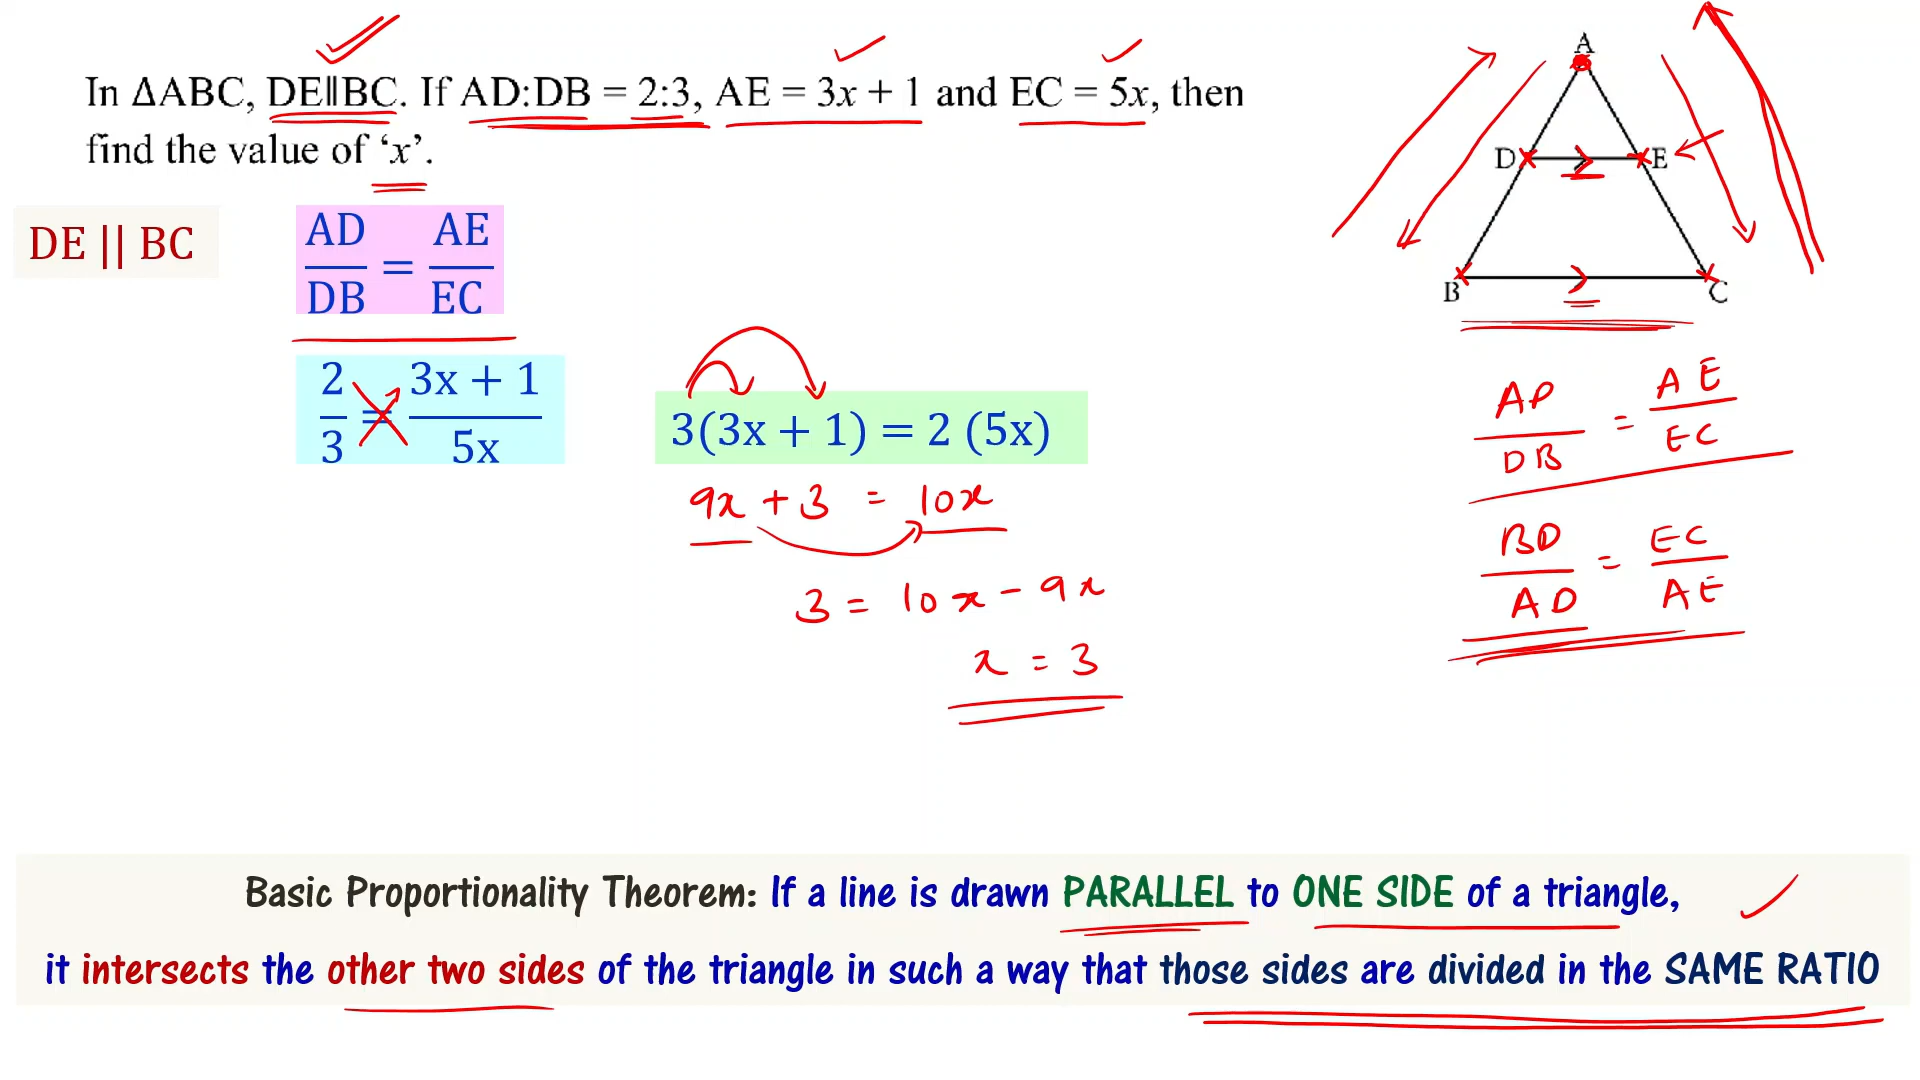 In ΔABC, DE∥BC. If AD:DB = 2:3, AE = 3x + 1 and EC = 5x, then
find the value of ‘x’.
DE || BC
AD/DB = AE/EC
2/3 = (3x + 1)/5x
3(3x + 1) = 2 (5x)
9x + 3 = 10x
3 = 10x - 9x
x = 3
A
D E
B C
AD/DB = AE/EC
BD/AD = EC/AE
Basic Proportionality Theorem: If a line is drawn PARALLEL to ONE SIDE of a triangle,
it intersects the other two sides of the triangle in such a way that those sides are divided in the SAME RATIO